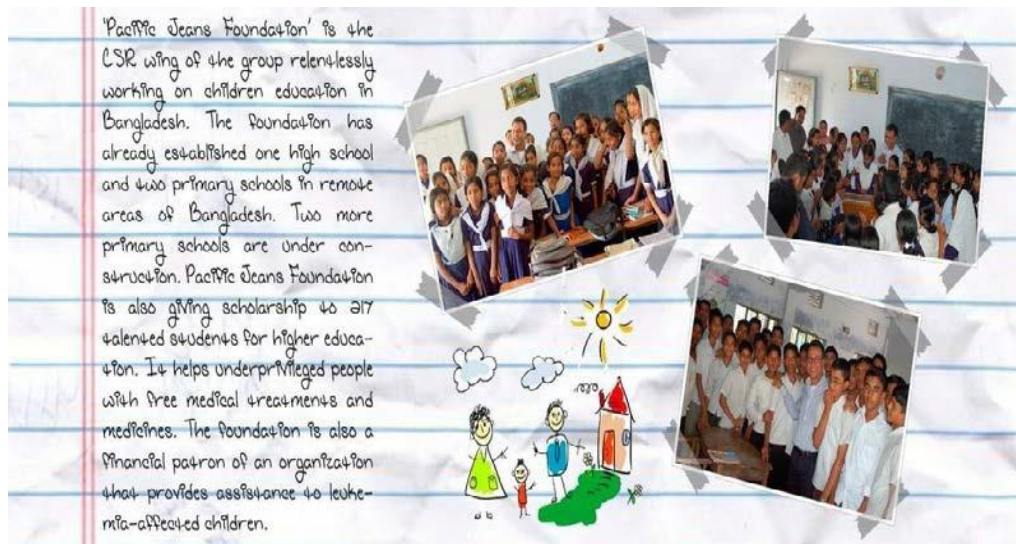 'Pacific Jeans Foundation' is the
CSR wing of the group relentlessly
working on children education in
Bangladesh. The foundation has
already established one high school
and two primary schools in remote
areas of Bangladesh. Two more
primary schools are under con-
struction. Pacific Jeans Foundation
is also giving scholarship to 217
talented students for higher educa-
tion. It helps underprivileged people
with free medical treatments and
medicines. The foundation is also a
financial patron of an organization
that provides assistance to leuke-
mia-affected children.